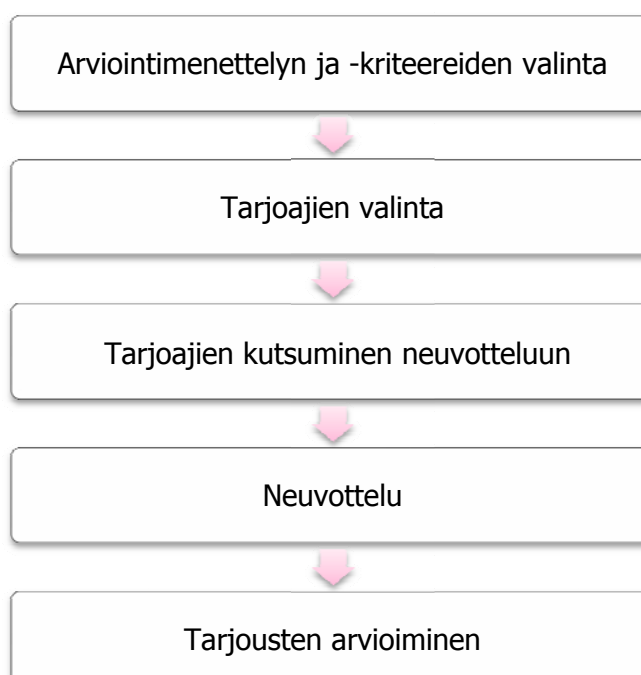 Arviointimenettelyn ja -kriteereiden valinta
Tarjoajien valinta
Tarjoajien kutsuminen neuvotteluun
Neuvottelu
Tarjousten arvioiminen